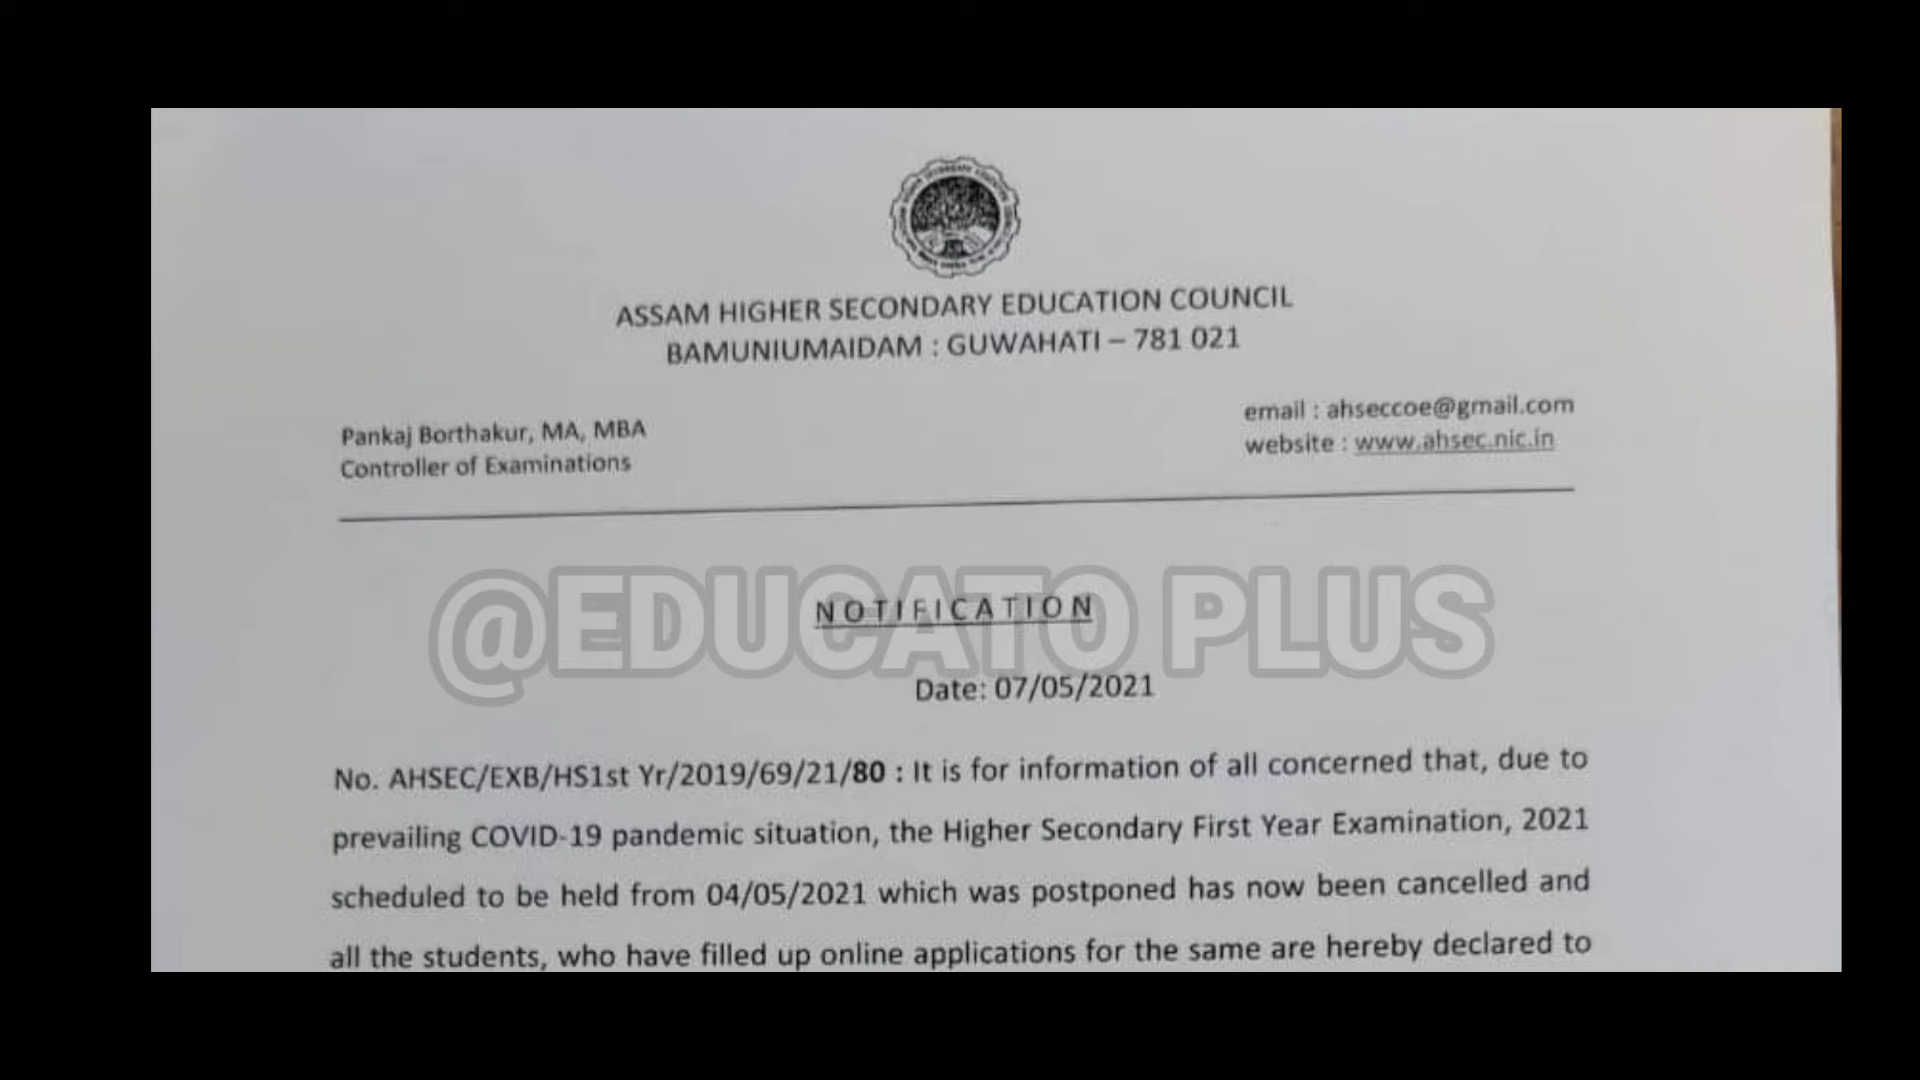 ASSAM HIGHER SECONDARY EDUCATION COUNCIL
BAMUNIUMAIDAM : GUWAHATI – 781 021
Pankaj Borthakur, MA, MBA
Controller of Examinations
email : ahseccoe@gmail.com
website : www.ahsec.nic.in
NOTIFICATION
@EDUCATO PLUS
Date: 07/05/2021
No. AHSEC/EXB/HS1st Yr/2019/69/21/80 : It is for information of all concerned that, due to
prevailing COVID-19 pandemic situation, the Higher Secondary First Year Examination, 2021
scheduled to be held from 04/05/2021 which was postponed has now been cancelled and
all the students, who have filled up online applications for the same are hereby declared to